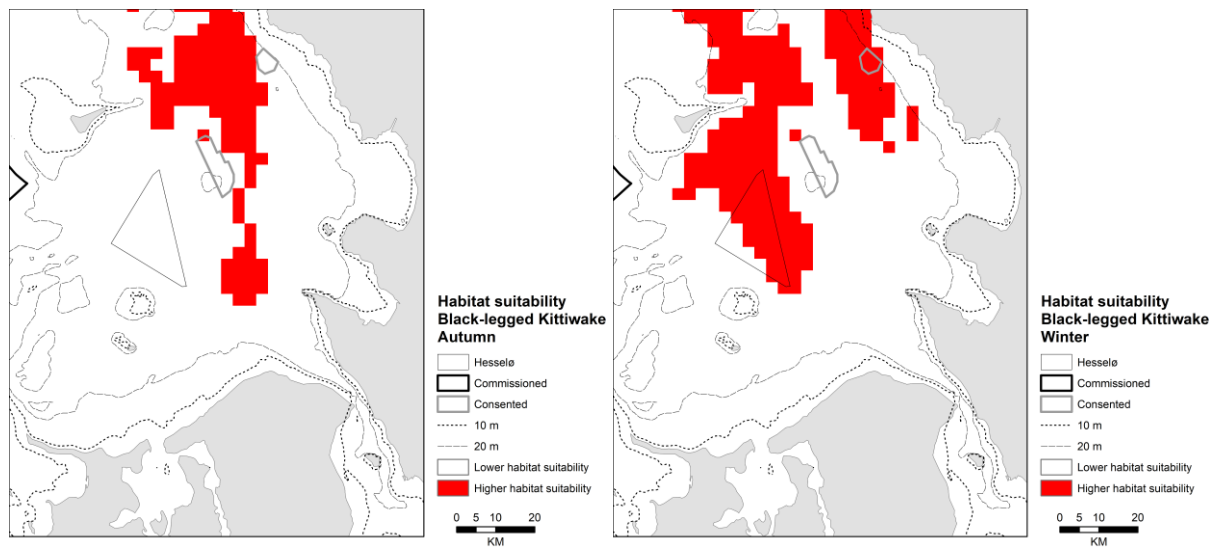 Habitat suitability
Black-legged Kittiwake
Autumn
Hesselø
Commissioned
Consented
10 m
20 m
Lower habitat suitability
Higher habitat suitability
0 5 10 20
KM
Habitat suitability
Black-legged Kittiwake
Winter
Hesselø
Commissioned
Consented
10 m
20 m
Lower habitat suitability
Higher habitat suitability
0 5 10 20
KM